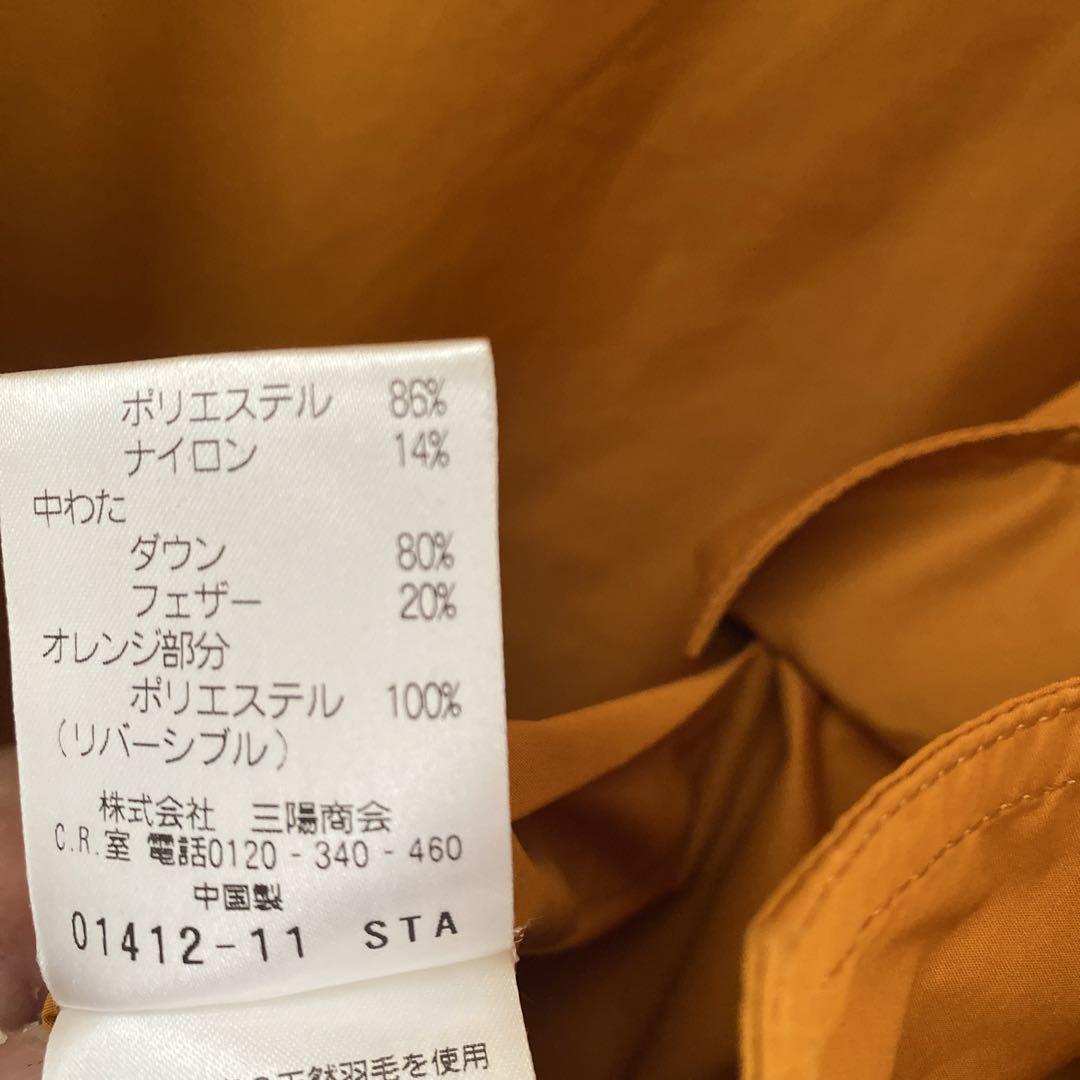 ポリエステル 86%
ナイロン 14%
中わた
ダウン 80%
フェザー 20%
オレンジ部分
ポリエステル 100%
(リバーシブル)
株式会社 三陽商会
C.R.室 電話0120-340-460
中国製
01412-11 STA
天然羽毛を使用